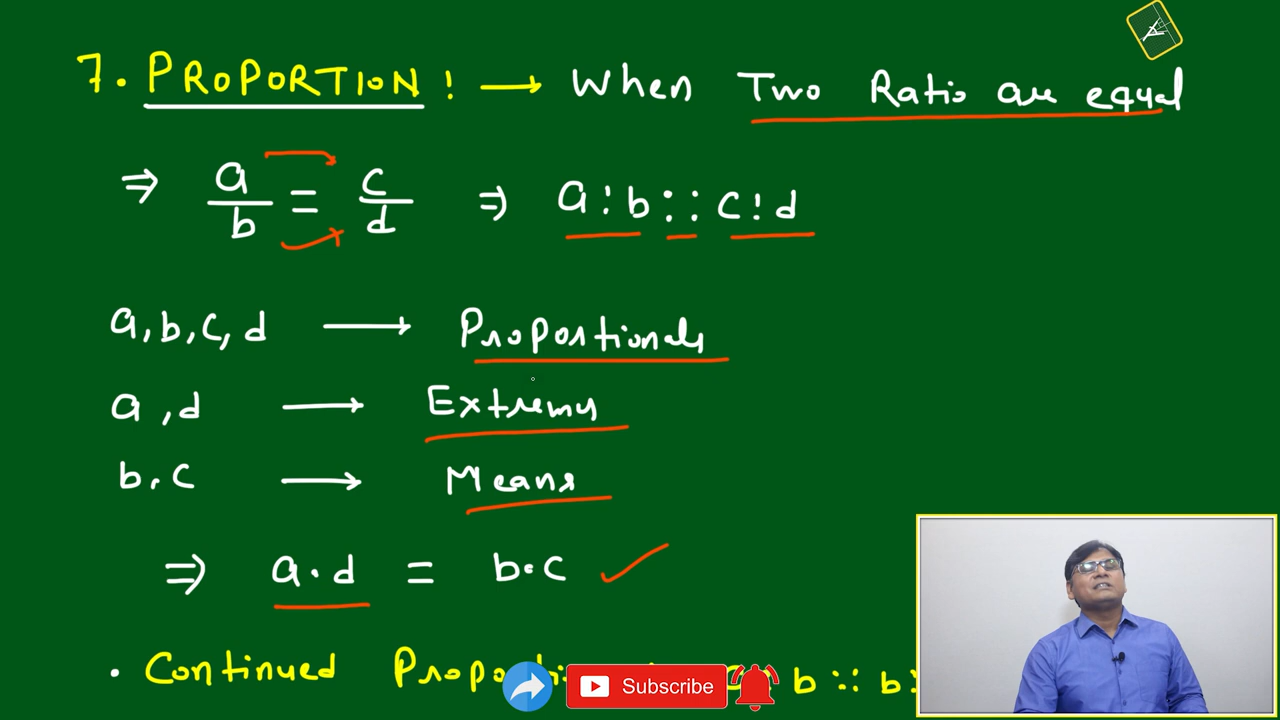 7. PROPORTION! → When Two Ratio are equal
⇒ a/b = c/d ⇒ a:b :: c:d
a, b, c, d → Proportionals
a, d → Extremes
b, c → Means
⇒ a·d = b·c ✓
• Continued b :: b:
Subscribe